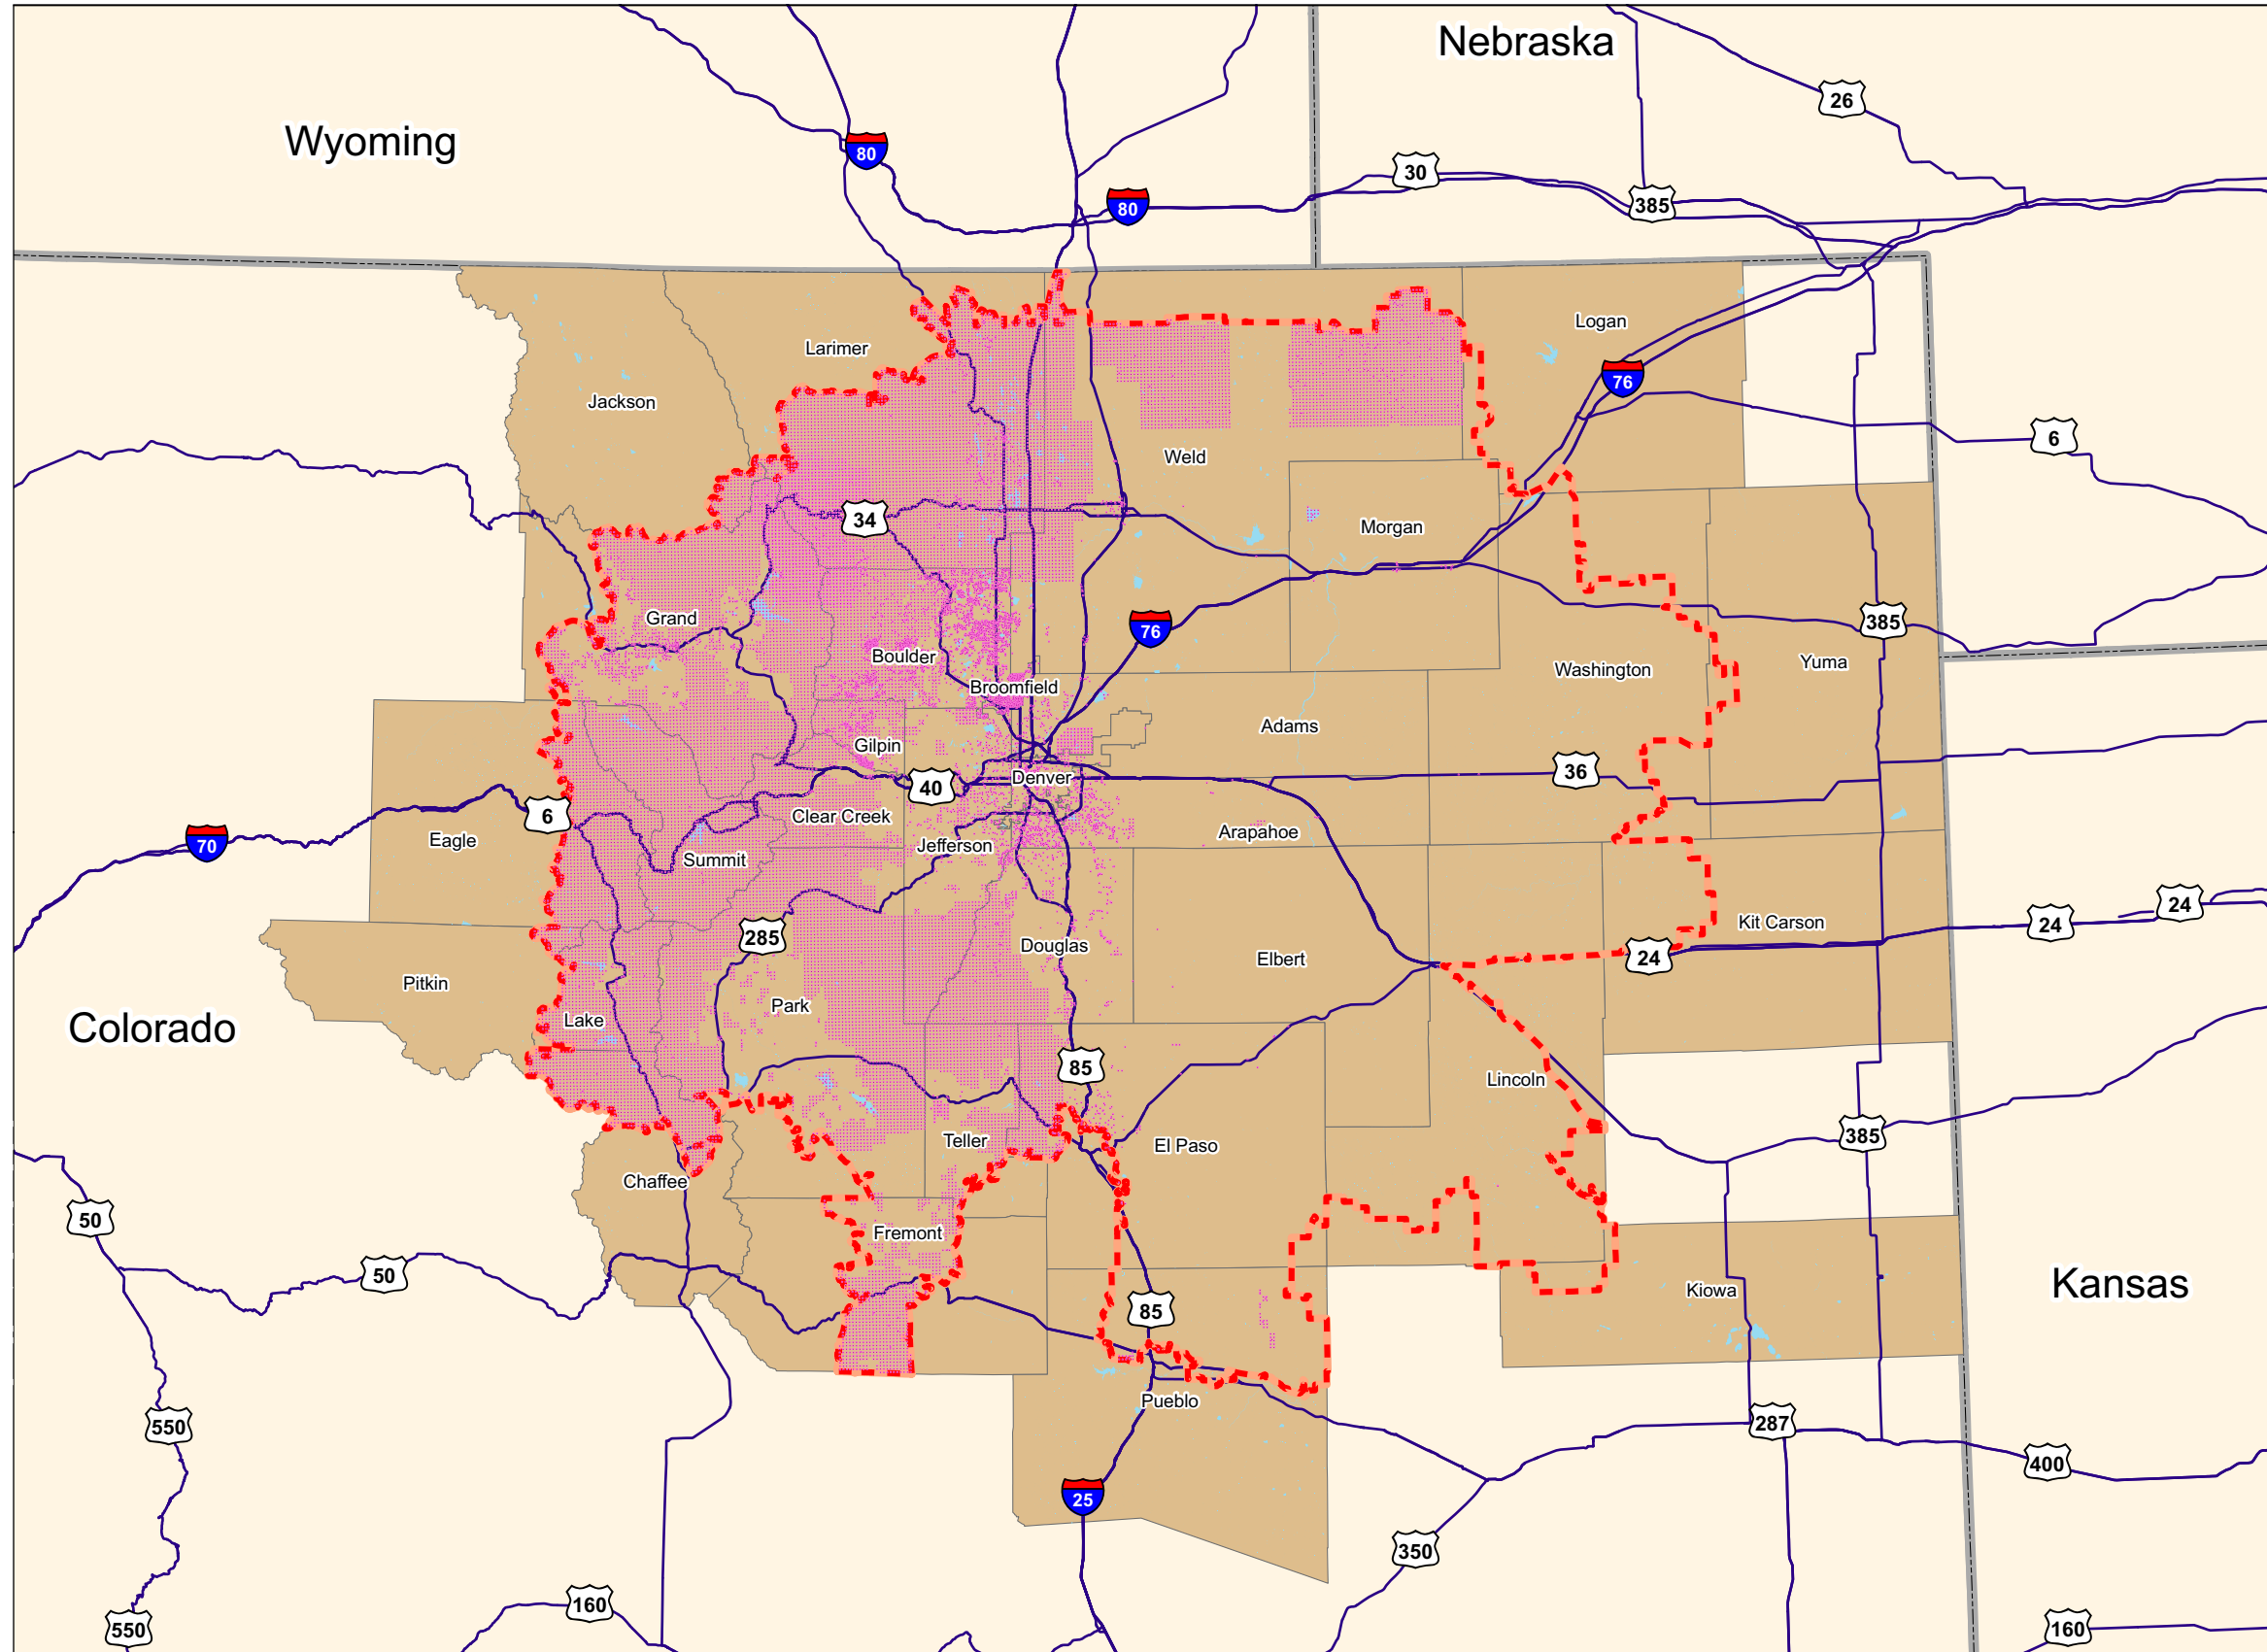 Nebraska
26
Wyoming
80
30
80
385
Logan
Larimer
76
Jackson
6
Weld
34
Morgan
Grand
76
385
Boulder
Yuma
Washington
Broomfield
Adams
Gilpin
Denver
36
40
6
Clear Creek
Arapahoe
70
Eagle
Jefferson
Summit
24
24
Kit Carson
285
Douglas
Elbert
24
Pitkin
Park
Lake
Colorado
85
Lincoln
385
Teller
El Paso
Chaffee
50
Fremont
50
Kansas
Kiowa
85
Pueblo
287
550
400
25
350
160
550
160